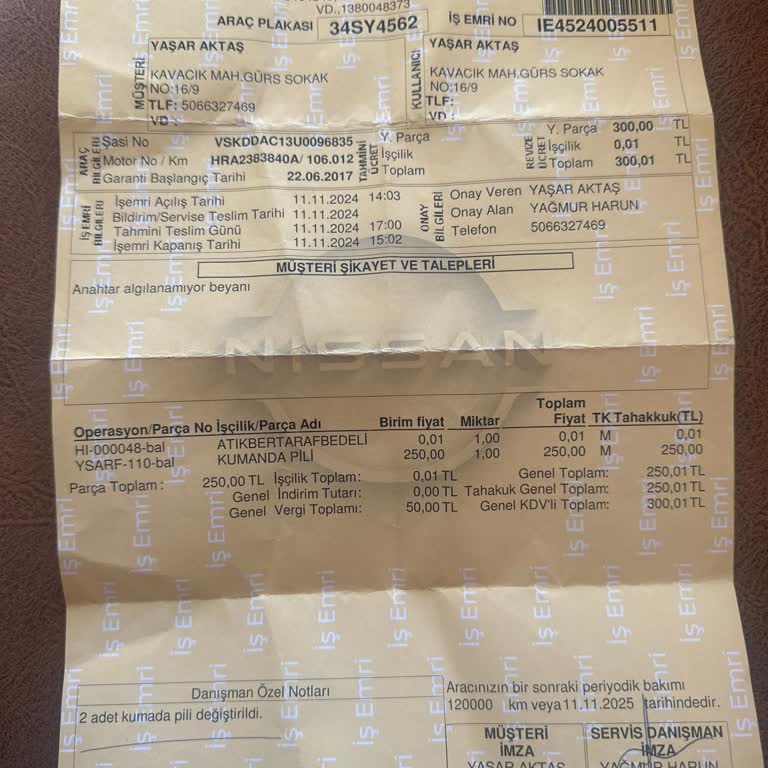 VD.,1380048373
ARAÇ PLAKASI 34SY4562 İŞ EMRİ NO IE4524005511
MÜŞTERİ
YAŞAR AKTAŞ
KAVACIK MAH.GÜRS SOKAK
NO:16/9
TLF: 5066327469
VD :
KULLANICI
YAŞAR AKTAŞ
KAVACIK MAH.GÜRS SOKAK
NO:16/9
TLF:
VD :
ARAÇ BİLGİLERİ
Şasi No VSKDDAC13U0096835
Motor No / Km HRA2383840A/ 106.012
Garanti Başlangıç Tarihi 22.06.2017
TAHMİNİ ÜCRET
Y. Parça
İşçilik
Toplam
REVİZE ÜCRET
Y. Parça 300,00 TL
İşçilik 0,01 TL
Toplam 300,01 TL
İŞ EMRİ BİLGİLERİ
İşemri Açılış Tarihi 11.11.2024 14:03
Bildirim/Servise Teslim Tarihi 11.11.2024
Tahmini Teslim Günü 11.11.2024 17:00
İşemri Kapanış Tarihi 11.11.2024 15:02
ONAY BİLGİLERİ
Onay Veren YAŞAR AKTAŞ
Onay Alan YAĞMUR HARUN
Telefon 5066327469
MÜŞTERİ ŞİKAYET VE TALEPLERİ
Anahtar algılanamıyor beyanı
NISSAN
Operasyon/Parça No İşçilik/Parça Adı Birim fiyat Miktar Toplam Fiyat TK Tahakkuk(TL)
HI-000048-bal ATIKBERTARAFBEDELİ 0,01 1,00 0,01 M 0,01
YSARF-110-bal KUMANDA PİLİ 250,00 1,00 250,00 M 250,00
Parça Toplam : 250,00 TL İşçilik Toplam: 0,01 TL Genel Toplam: 250,01 TL
Genel İndirim Tutarı: 0,00 TL Tahakuk Genel Toplam: 250,01 TL
Genel Vergi Toplamı: 50,00 TL Genel KDV'li Toplam: 300,01 TL
Danışman Özel Notları
2 adet kumada pili değiştirildi.
Aracınızın bir sonraki periyodik bakımı
120000 km veya 11.11.2025 tarihindedir.
MÜŞTERİ
İMZA
YAŞAR AKTAŞ
SERVİS DANIŞMAN
İMZA
YAĞMUR HARUN